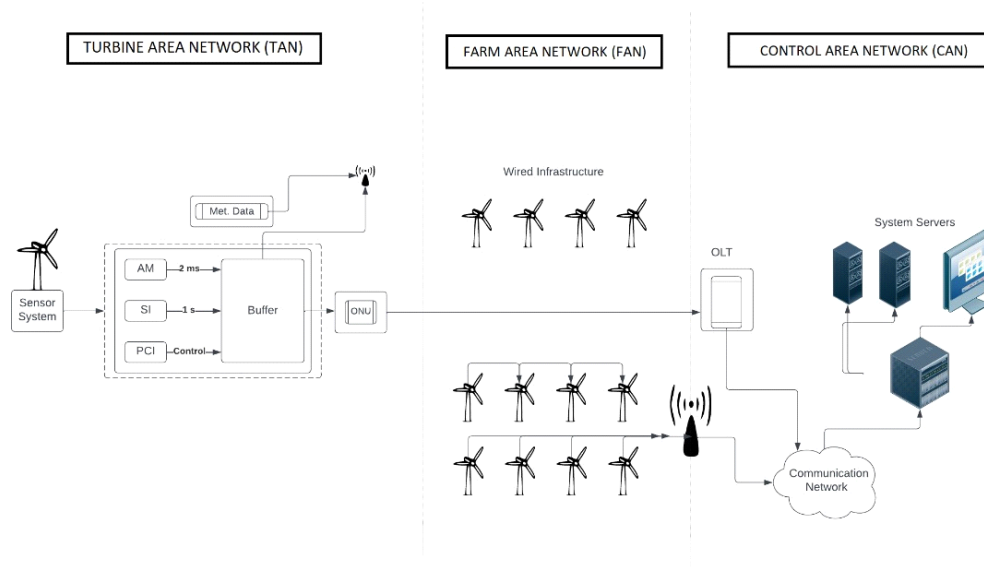 TURBINE AREA NETWORK (TAN)
FARM AREA NETWORK (FAN)
CONTROL AREA NETWORK (CAN)
Wired Infrastructure
Met. Data
System Servers
OLT
AM
2 ms
Sensor
System
SI
1 s
Buffer
ONU
PCI
Control
Communication
Network